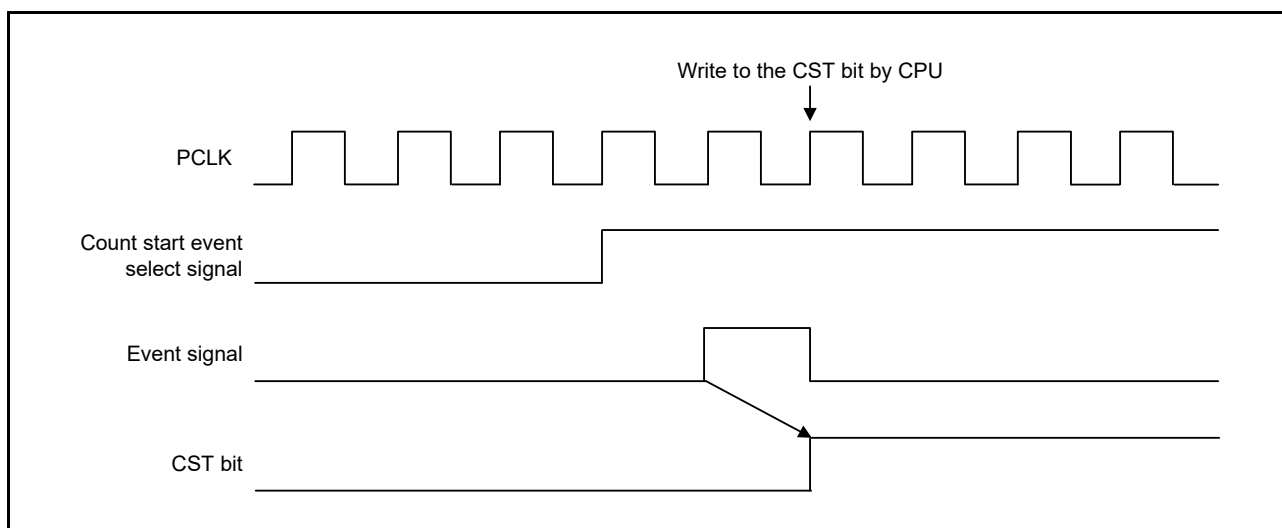 Write to the CST bit by CPU
PCLK
Count start event
select signal
Event signal
CST bit